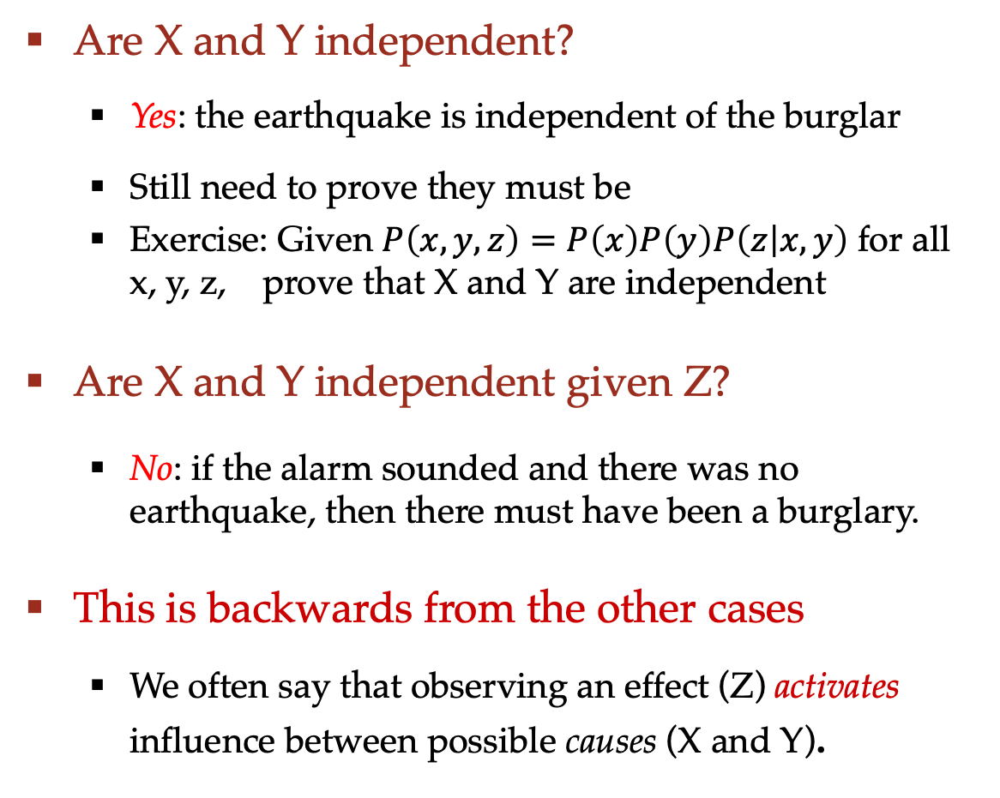 ▪ Are X and Y independent?
▪ Yes: the earthquake is independent of the burglar
▪ Still need to prove they must be
▪ Exercise: Given P(x, y, z) = P(x)P(y)P(z|x, y) for all
x, y, z, prove that X and Y are independent
▪ Are X and Y independent given Z?
▪ No: if the alarm sounded and there was no
earthquake, then there must have been a burglary.
▪ This is backwards from the other cases
▪ We often say that observing an effect (Z) activates
influence between possible causes (X and Y).